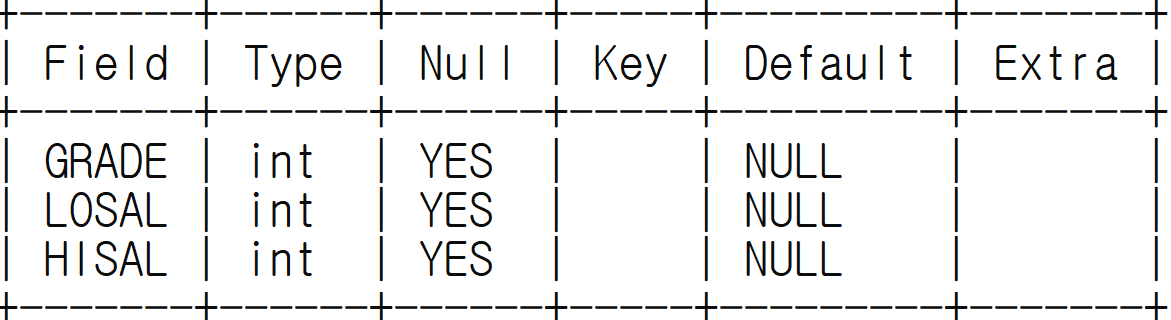 +-------+------+------+-----+---------+-------+
| Field | Type | Null | Key | Default | Extra |
+-------+------+------+-----+---------+-------+
| GRADE | int  | YES  |     | NULL    |       |
| LOSAL | int  | YES  |     | NULL    |       |
| HISAL | int  | YES  |     | NULL    |       |
+-------+------+------+-----+---------+-------+